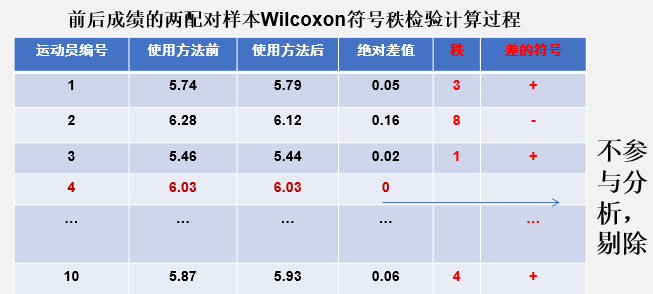 前后成绩的两配对样本Wilcoxon符号秩检验计算过程
运动员编号 使用方法前 使用方法后 绝对差值 秩 差的符号
1 5.74 5.79 0.05 3 +
2 6.28 6.12 0.16 8 -
3 5.46 5.44 0.02 1 +
4 6.03 6.03 0
... ... ... ... ...
10 5.87 5.93 0.06 4 +
不参
与分
析，
剔除